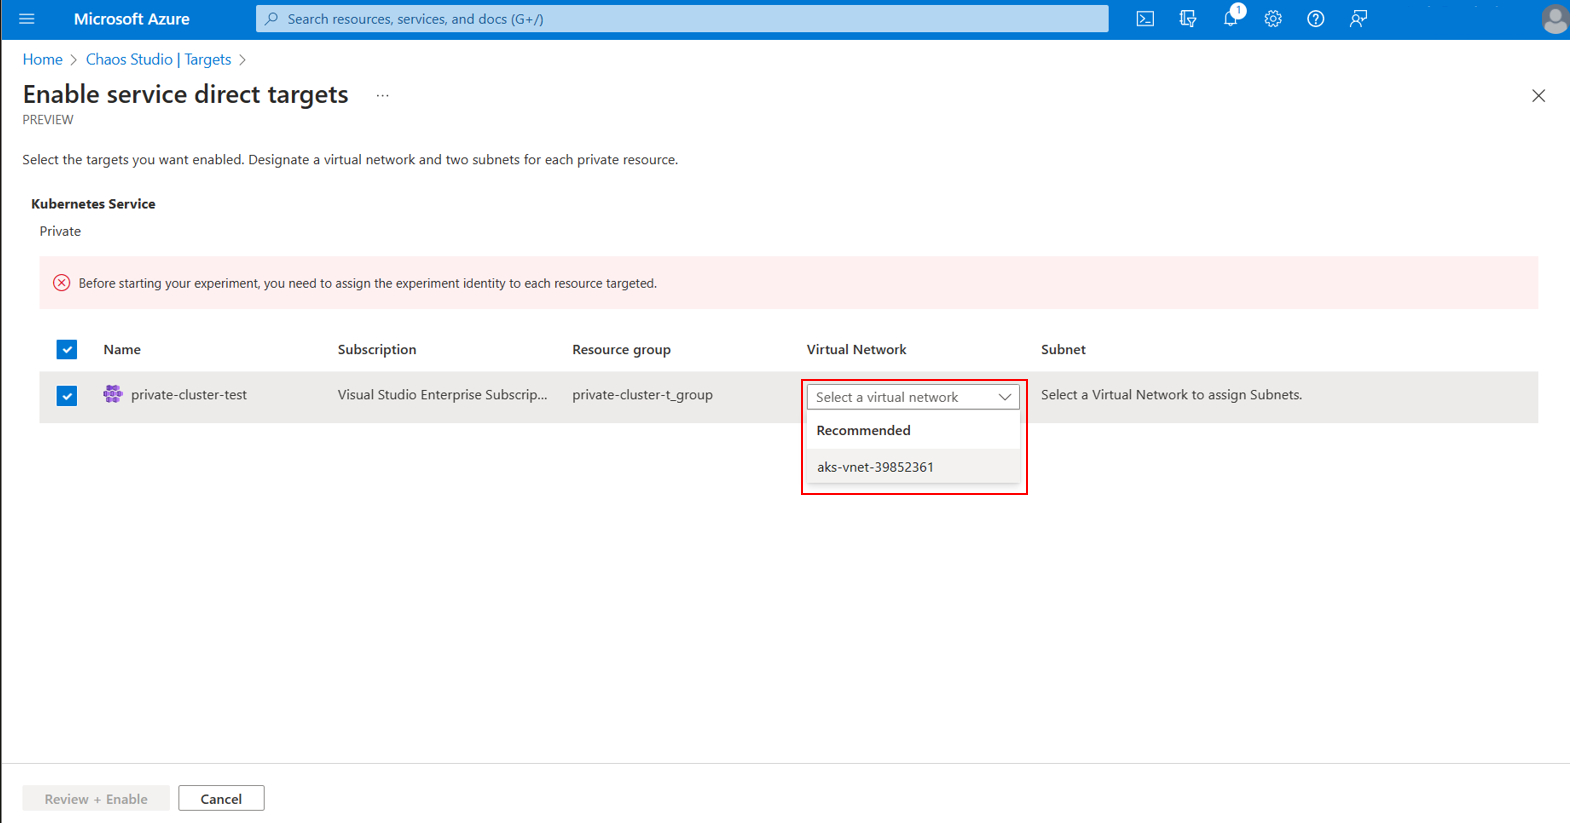 Microsoft Azure
Search resources, services, and docs (G+/)
1
Home > Chaos Studio | Targets >
Enable service direct targets ...
PREVIEW
Select the targets you want enabled. Designate a virtual network and two subnets for each private resource.
Kubernetes Service
Private
Before starting your experiment, you need to assign the experiment identity to each resource targeted.
Name Subscription Resource group Virtual Network Subnet
private-cluster-test Visual Studio Enterprise Subscrip... private-cluster-t_group Select a virtual network Select a Virtual Network to assign Subnets.
Recommended
aks-vnet-39852361
Review + Enable Cancel